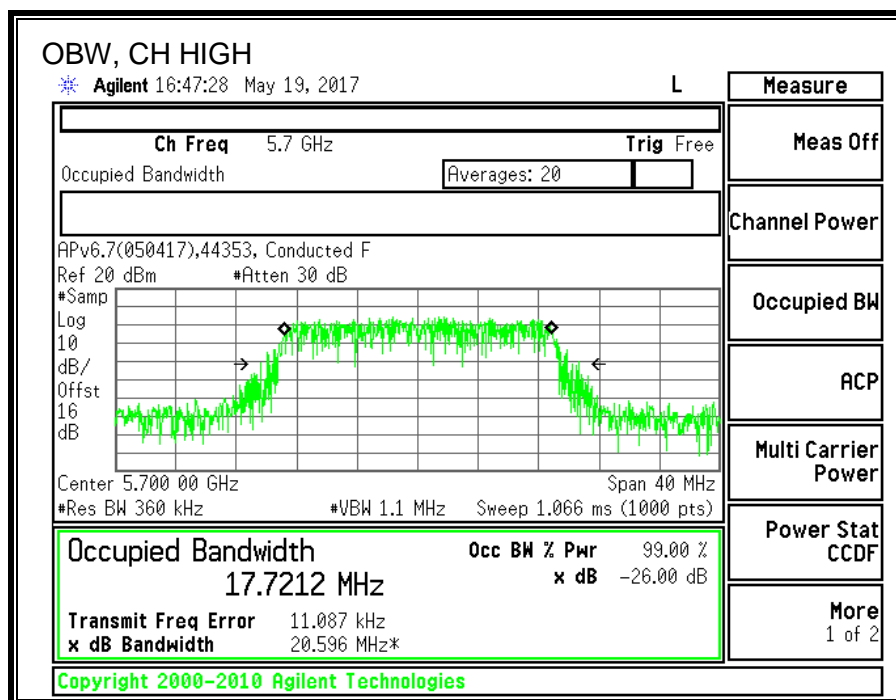 OBW, CH HIGH
Agilent 16:47:28 May 19, 2017 L
Measure
Ch Freq 5.7 GHz Trig Free
Meas Off
Occupied Bandwidth Averages: 20
Channel Power
APv6.7(050417),44353, Conducted F
Ref 20 dBm #Atten 30 dB
#Samp
Log
10
dB/
Offst
16
dB
Occupied BW
ACP
Multi Carrier
Power
Center 5.700 00 GHz Span 40 MHz
#Res BW 360 kHz #VBW 1.1 MHz Sweep 1.066 ms (1000 pts)
Power Stat
CCDF
Occupied Bandwidth Occ BW % Pwr 99.00 %
17.7212 MHz x dB -26.00 dB
Transmit Freq Error 11.087 kHz
x dB Bandwidth 20.596 MHz*
More
1 of 2
Copyright 2000-2010 Agilent Technologies